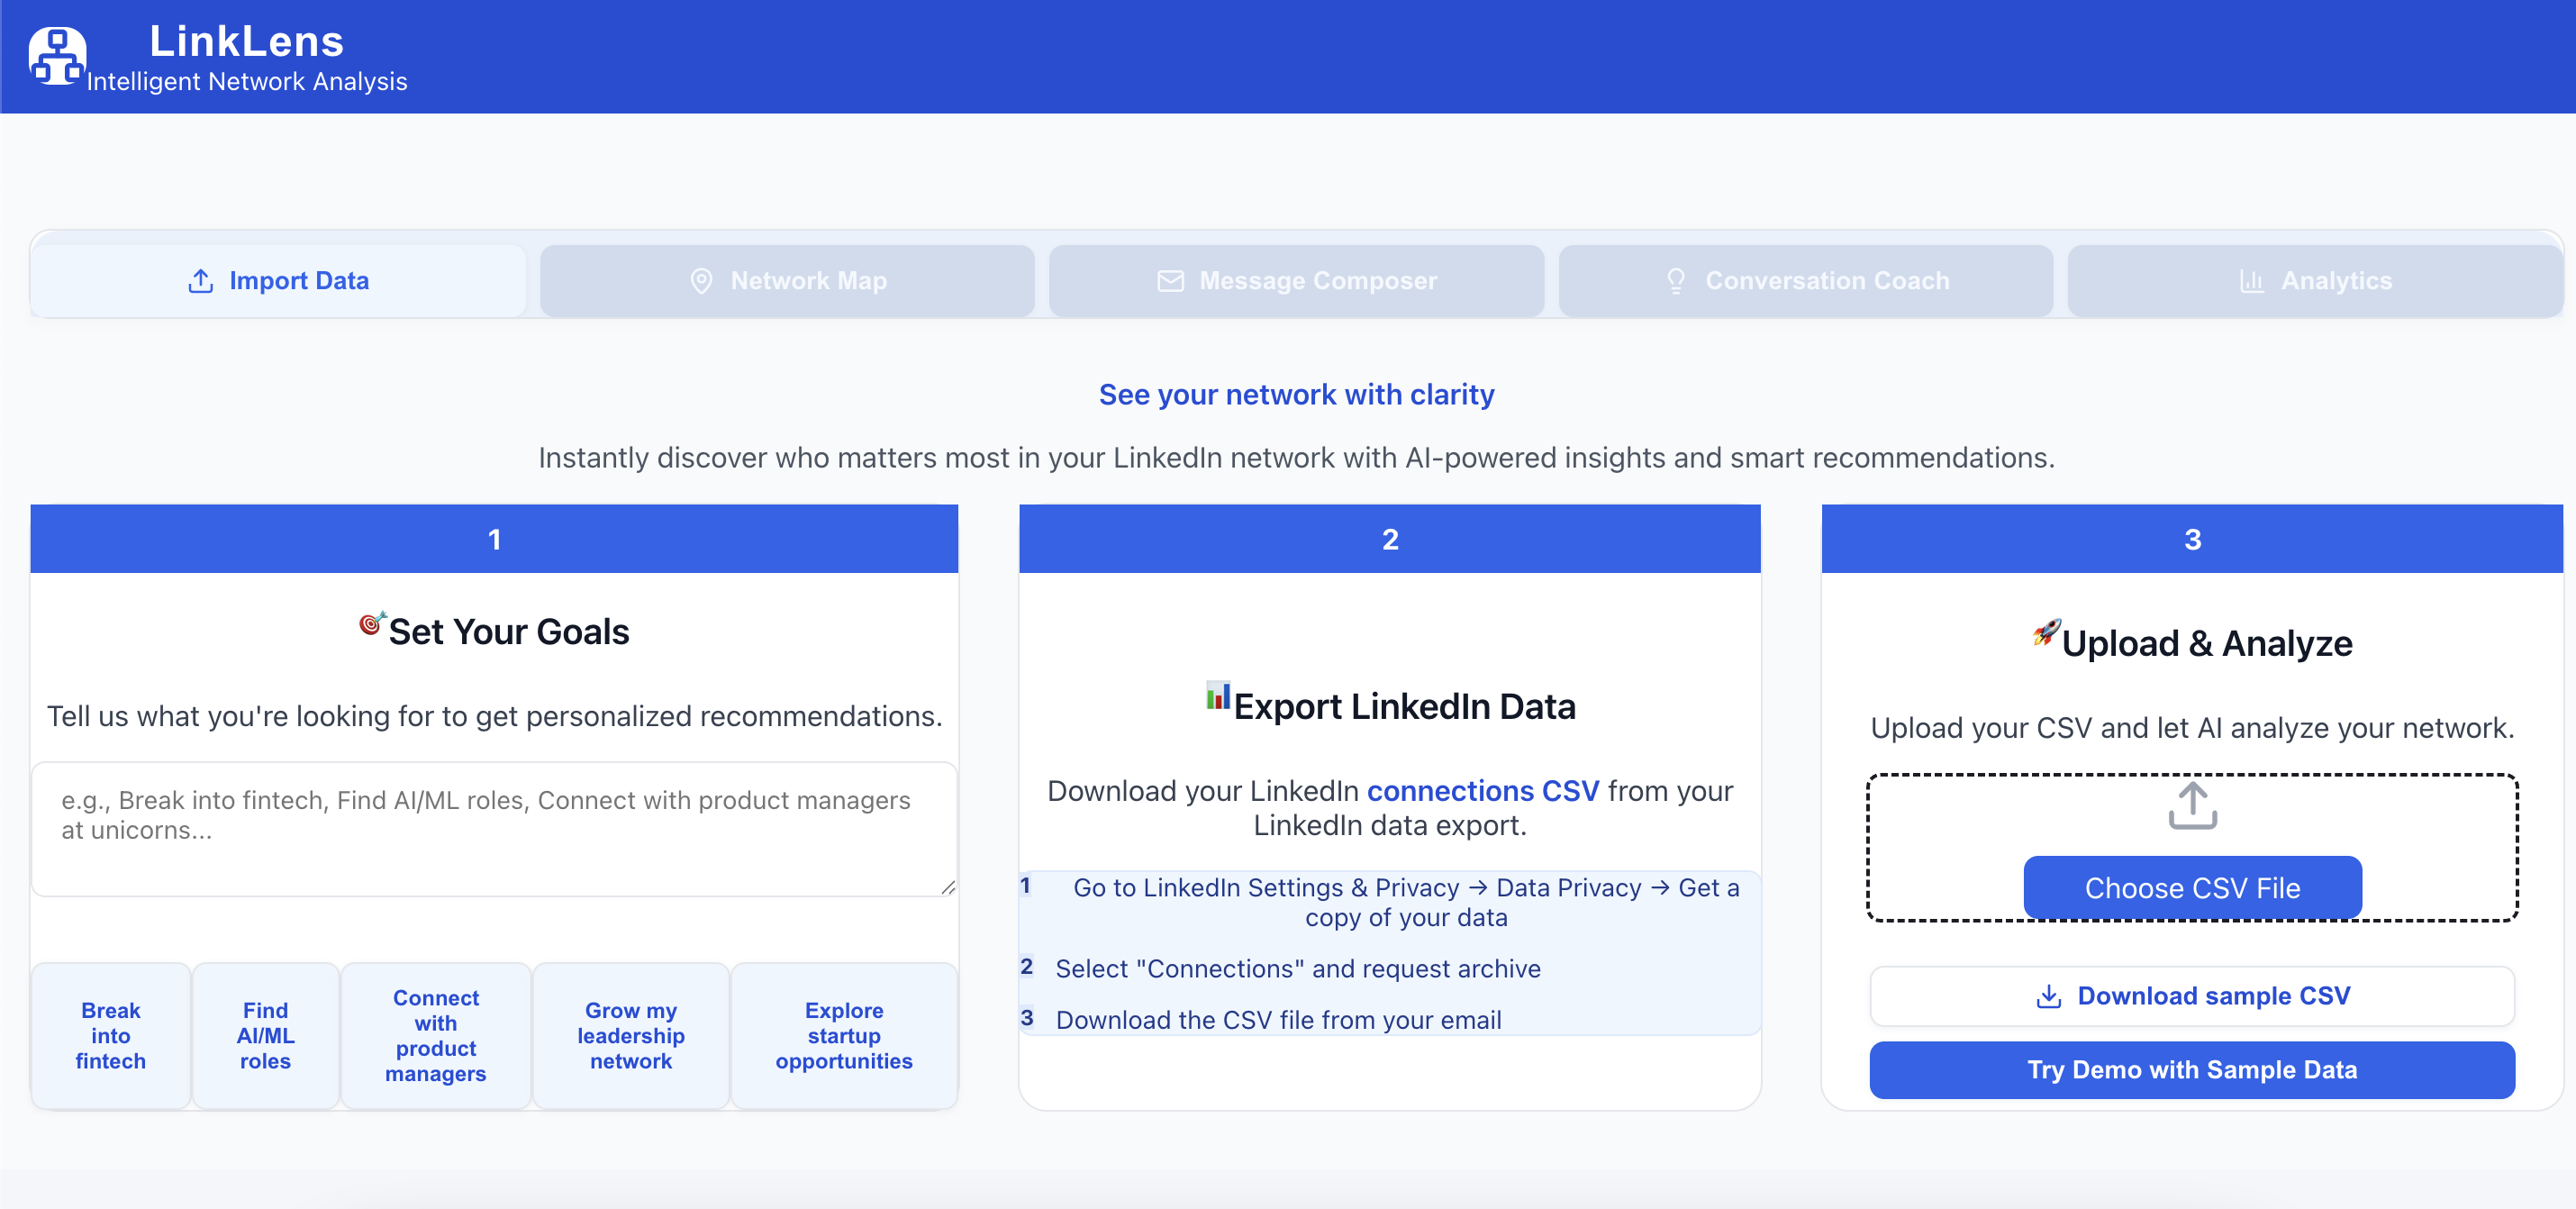 LinkLens
Intelligent Network Analysis
Import Data
Network Map
Message Composer
Conversation Coach
Analytics
See your network with clarity
Instantly discover who matters most in your LinkedIn network with AI-powered insights and smart recommendations.
1
Set Your Goals
Tell us what you're looking for to get personalized recommendations.
e.g., Break into fintech, Find AI/ML roles, Connect with product managers
at unicorns...
Break
into
fintech
Find
AI/ML
roles
Connect
with
product
managers
Grow my
leadership
network
Explore
startup
opportunities
2
Export LinkedIn Data
Download your LinkedIn connections CSV from your
LinkedIn data export.
1 Go to LinkedIn Settings & Privacy → Data Privacy → Get a
copy of your data
2 Select "Connections" and request archive
3 Download the CSV file from your email
3
Upload & Analyze
Upload your CSV and let AI analyze your network.
Choose CSV File
Download sample CSV
Try Demo with Sample Data